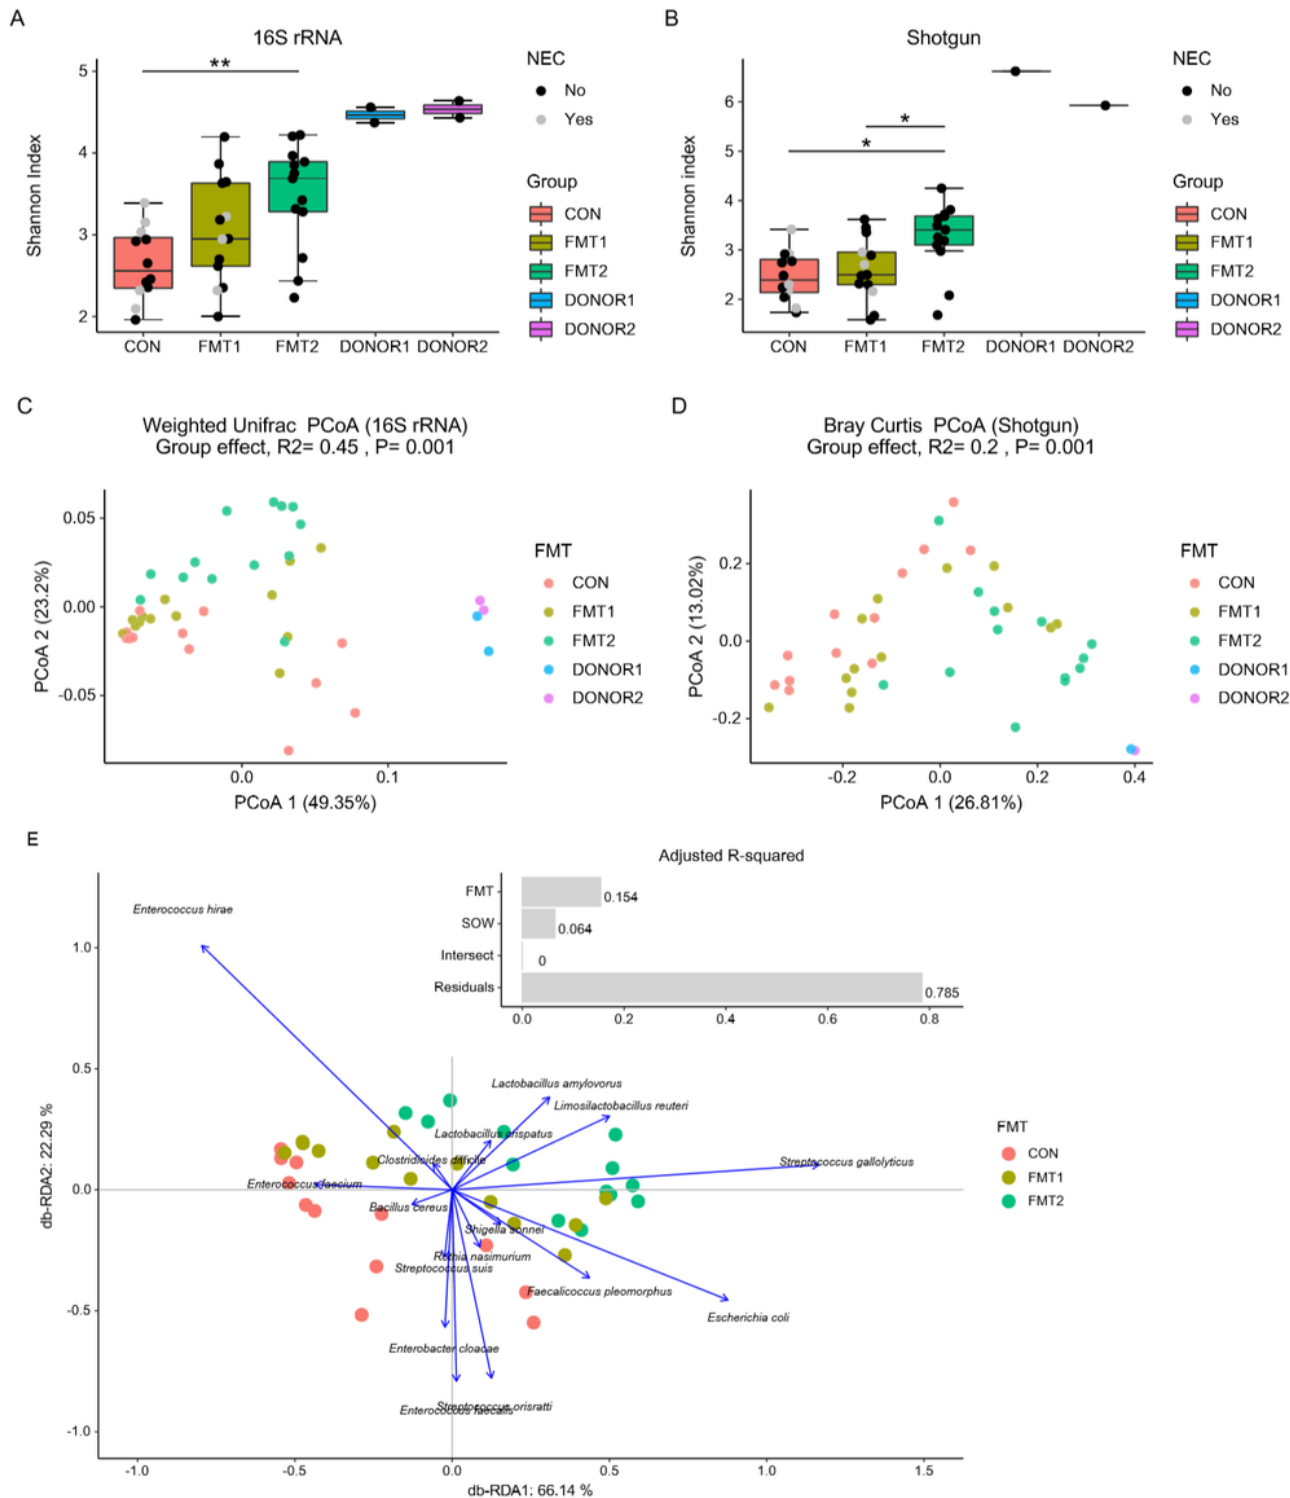 A
16S rRNA
Shannon Index
5
4
3
2
**
CON
FMT1
FMT2
DONOR1
DONOR2
NEC
No
Yes
Group
CON
FMT1
FMT2
DONOR1
DONOR2
B
Shotgun
Shannon index
6
5
4
3
2
*
*
CON
FMT1
FMT2
DONOR1
DONOR2
NEC
No
Yes
Group
CON
FMT1
FMT2
DONOR1
DONOR2
C
Weighted Unifrac PCoA (16S rRNA)
Group effect, R2= 0.45 , P= 0.001
PCoA 2 (23.2%)
0.05
0.00
-0.05
0.0
0.1
PCoA 1 (49.35%)
FMT
CON
FMT1
FMT2
DONOR1
DONOR2
D
Bray Curtis PCoA (Shotgun)
Group effect, R2= 0.2 , P= 0.001
PCoA 2 (13.02%)
0.2
0.0
-0.2
-0.2
0.0
0.2
0.4
PCoA 1 (26.81%)
FMT
CON
FMT1
FMT2
DONOR1
DONOR2
E
Adjusted R-squared
FMT
0.154
SOW
0.064
Intersect
0
Residuals
0.785
0.0
0.2
0.4
0.6
0.8
db-RDA2: 22.29 %
1.0
0.5
0.0
-0.5
-1.0
Enterococcus hirae
Lactobacillus amylovorus
Limosilactobacillus reuteri
Lactobacillus crispatus
Clostridioides difficile
Streptococcus gallolyticus
Enterococcus faecium
Bacillus cereus
Shigella sonnei
Rothia nasimurium
Streptococcus suis
Faecalicoccus pleomorphus
Escherichia coli
Enterobacter cloacae
Streptococcus orisratti
Enterococcus faecalis
-1.0
-0.5
0.0
0.5
1.0
1.5
db-RDA1: 66.14 %
FMT
CON
FMT1
FMT2